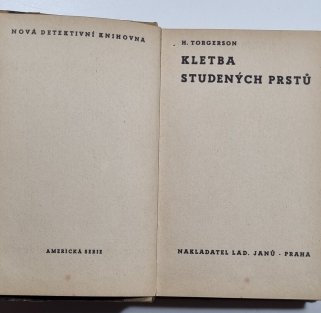 NOVÁ DETEKTIVNÍ KNIHOVNA
AMERICKÁ SERIE
H. TORGERSON
KLETBA
STUDENÝCH PRSTŮ
NAKLADATEL LAD. JANŮ - PRAHA